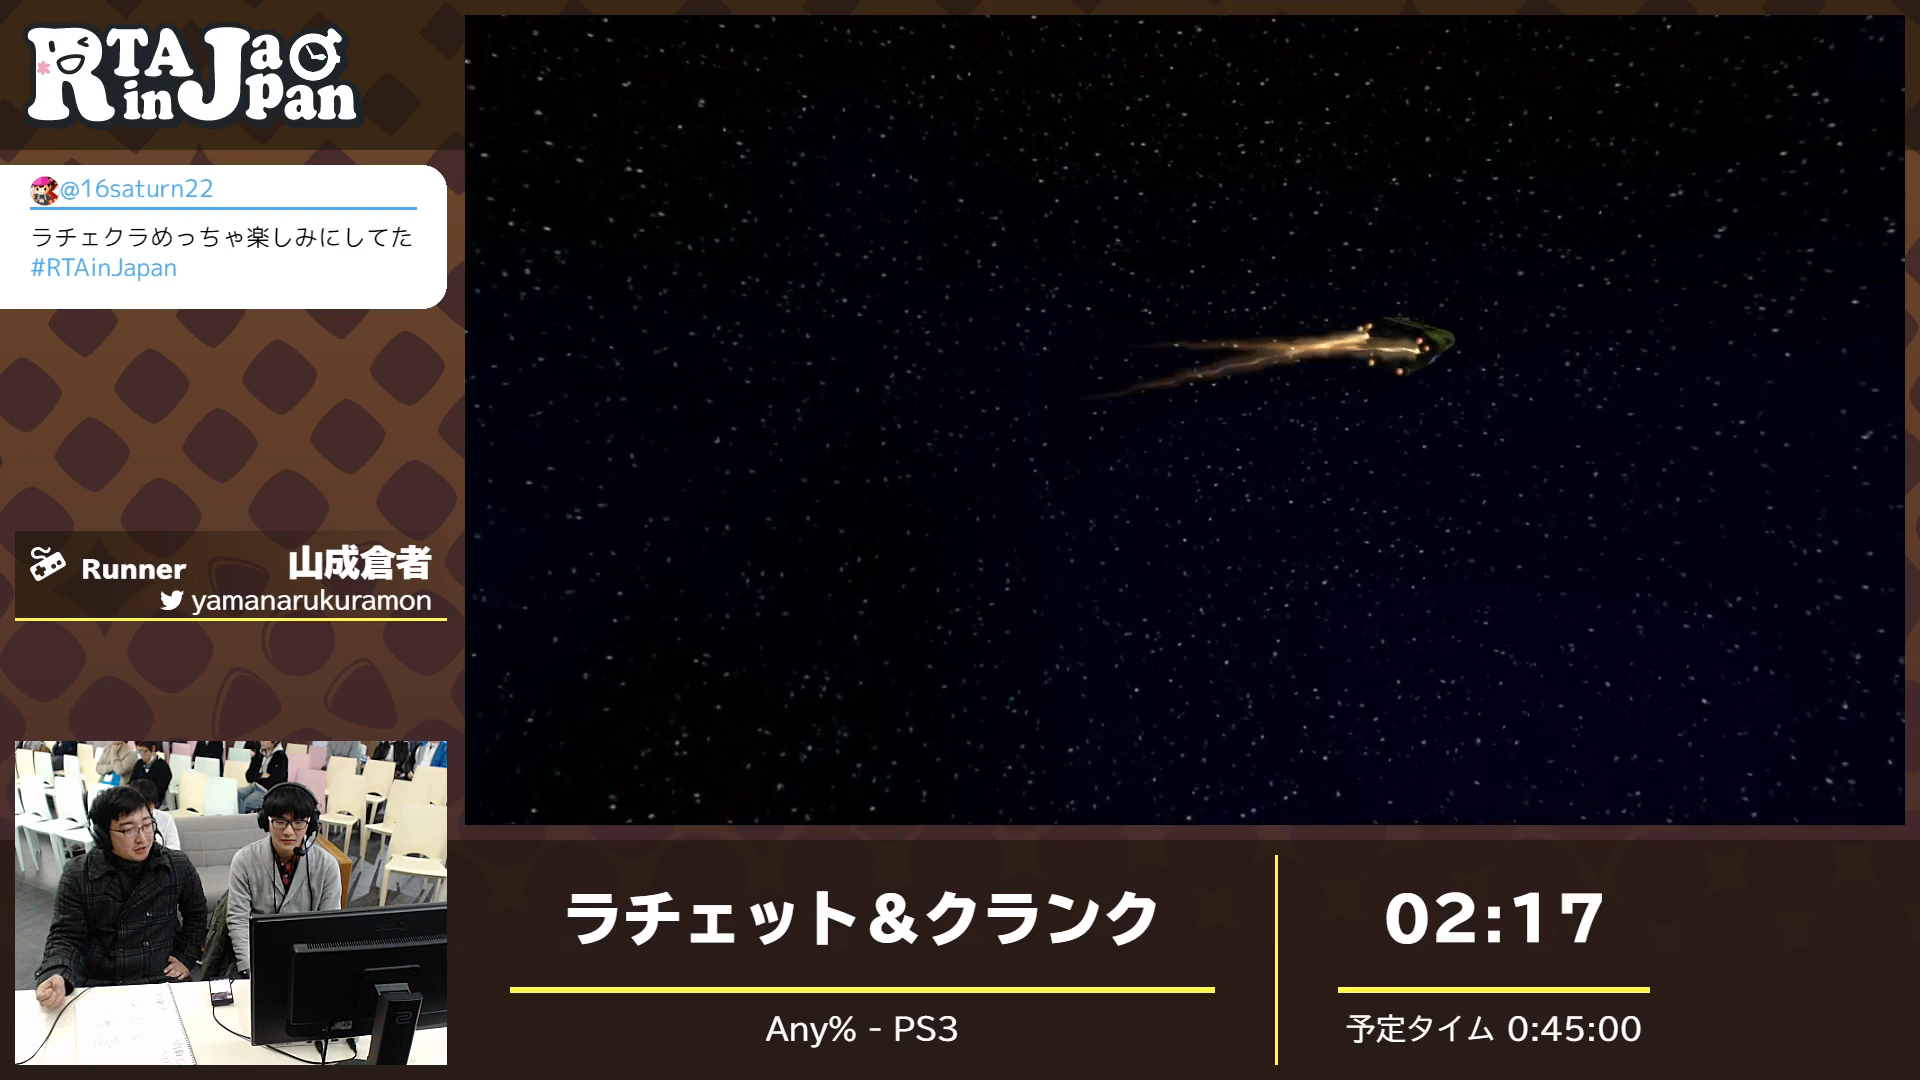 RTA in Japan
@16saturn22
ラチェクラめっちゃ楽しみにしてた
#RTAinJapan
Runner 山成倉者
yamanarukuramon
ラチェット＆クランク
Any% - PS3
02:17
予定タイム 0:45:00